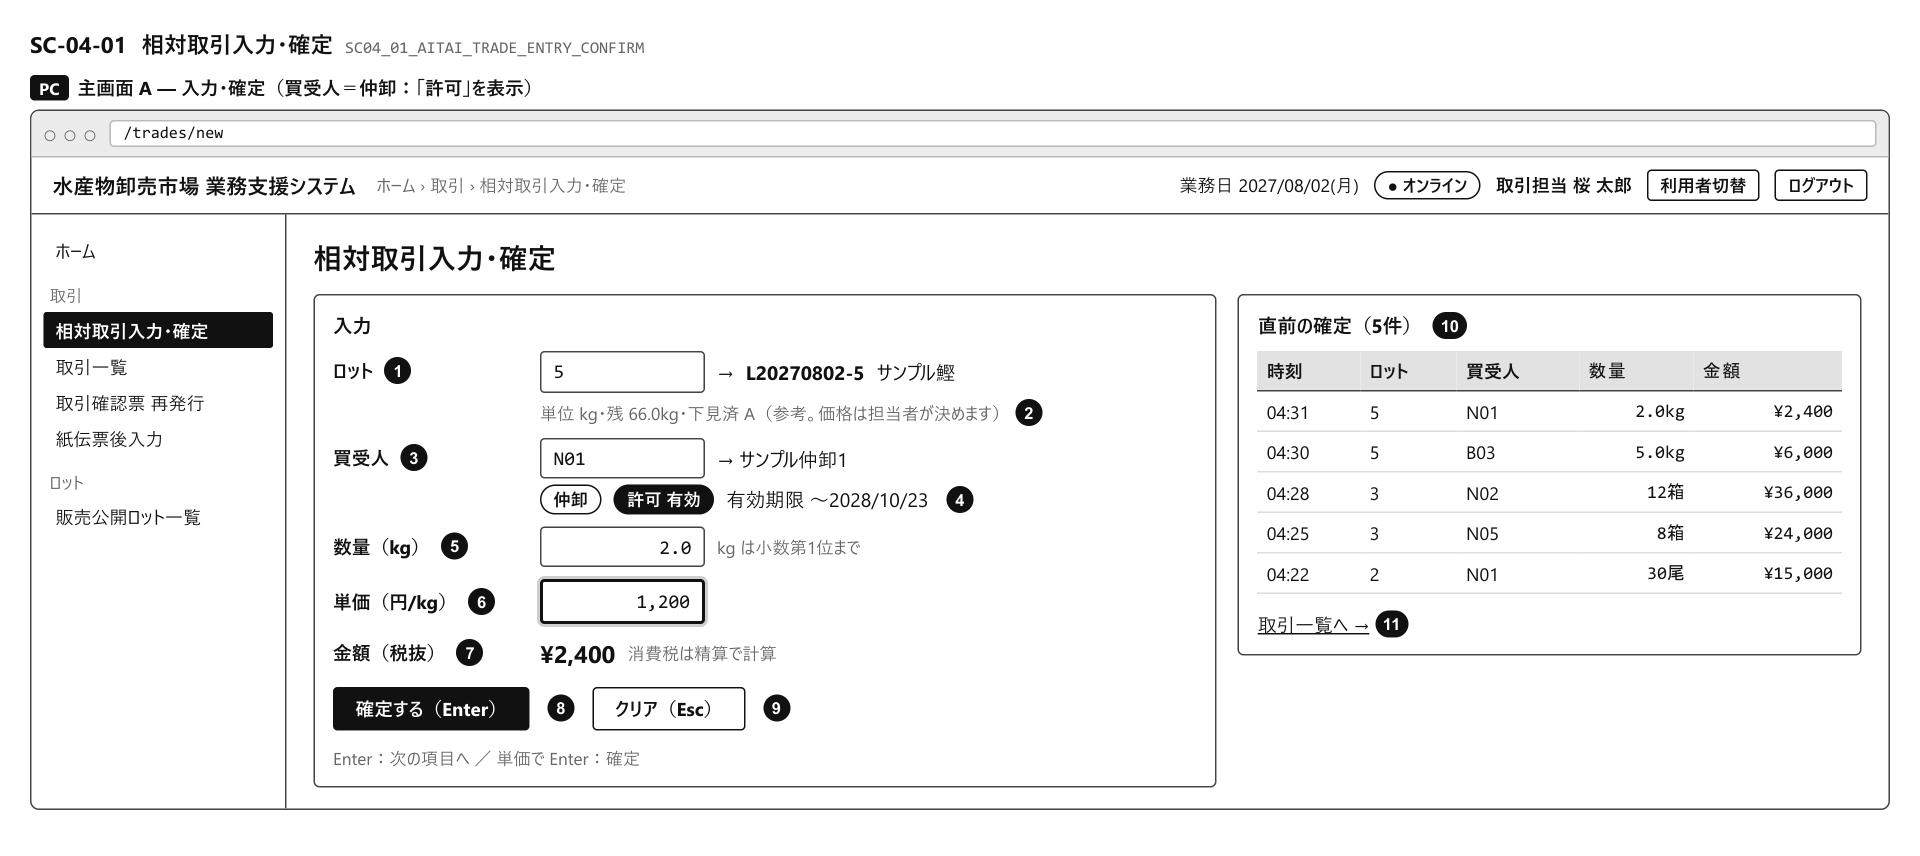 SC-04-01 相対取引入力・確定 SC04_01_AITAI_TRADE_ENTRY_CONFIRM
PC 主画面 A — 入力・確定（買受人＝仲卸：「許可」を表示）
/trades/new
水産物卸売市場 業務支援システム ホーム › 取引 › 相対取引入力・確定 業務日 2027/08/02(月) ● オンライン 取引担当 桜 太郎 利用者切替 ログアウト
ホーム
取引
相対取引入力・確定
取引一覧
取引確認票 再発行
紙伝票後入力
ロット
販売公開ロット一覧
相対取引入力・確定
入力
ロット 1 5 → L20270802-5 サンプル鰹
単位 kg・残 66.0kg・下見済 A（参考。価格は担当者が決めます） 2
買受人 3 N01 → サンプル仲卸1
仲卸 許可 有効 有効期限 ～2028/10/23 4
数量（kg） 5 2.0 kg は小数第1位まで
単価（円/kg） 6 1,200
金額（税抜） 7 ¥2,400 消費税は精算で計算
確定する（Enter） 8 クリア（Esc） 9
Enter：次の項目へ ／ 単価で Enter：確定
直前の確定（5件） 10
時刻 ロット 買受人 数量 金額
04:31 5 N01 2.0kg ¥2,400
04:30 5 B03 5.0kg ¥6,000
04:28 3 N02 12箱 ¥36,000
04:25 3 N05 8箱 ¥24,000
04:22 2 N01 30尾 ¥15,000
取引一覧へ → 11